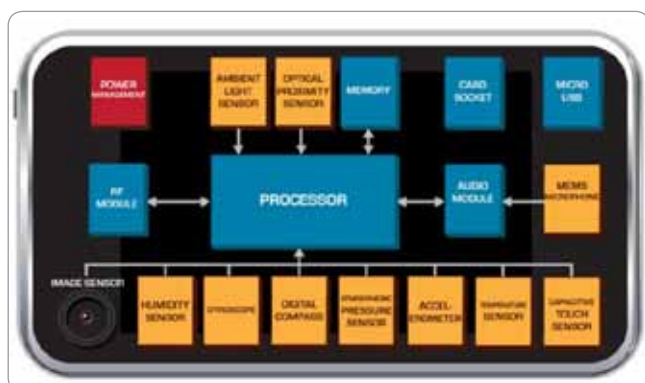 POWER
MANAGEMENT
AMBIENT
LIGHT
SENSOR
OPTICAL
PROXIMITY
SENSOR
MEMORY
CARD
SOCKET
MICRO
USB
RF
MODULE
PROCESSOR
AUDIO
MODULE
MEMS
MICROPHONE
IMAGE SENSOR
HUMIDITY
SENSOR
GYROSCOPE
DIGITAL
COMPASS
PRESSURE
SENSOR
ACCEL-
EROMETER
TEMPERATURE
SENSOR
CAPACITIVE
TOUCH
SENSOR